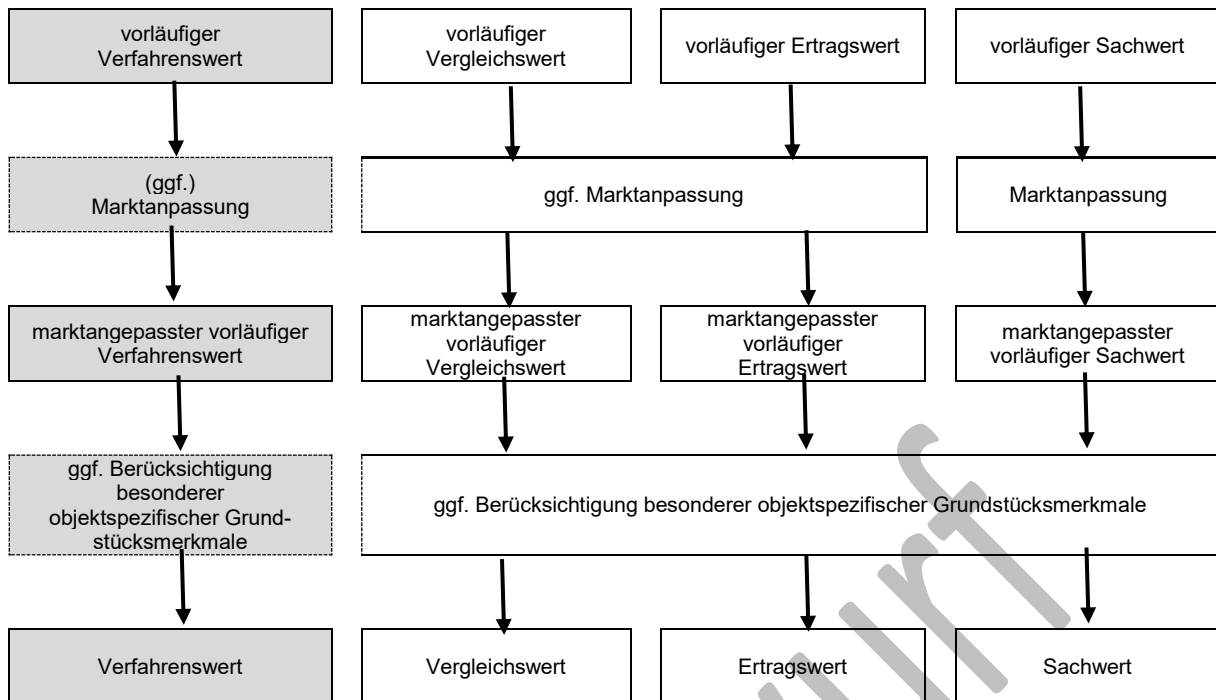 vorläufiger
Verfahrenswert
vorläufiger
Vergleichswert
vorläufiger Ertragswert
vorläufiger Sachwert
(ggf.)
Marktanpassung
ggf. Marktanpassung
Marktanpassung
marktangepasster vorläufiger
Verfahrenswert
marktangepasster
vorläufiger
Vergleichswert
marktangepasster
vorläufiger
Ertragswert
marktangepasster
vorläufiger Sachwert
ggf. Berücksichtigung
besonderer
objektspezifischer Grund-
stücksmerkmale
ggf. Berücksichtigung besonderer objektspezifischer Grundstücksmerkmale
Verfahrenswert
Vergleichswert
Ertragswert
Sachwert